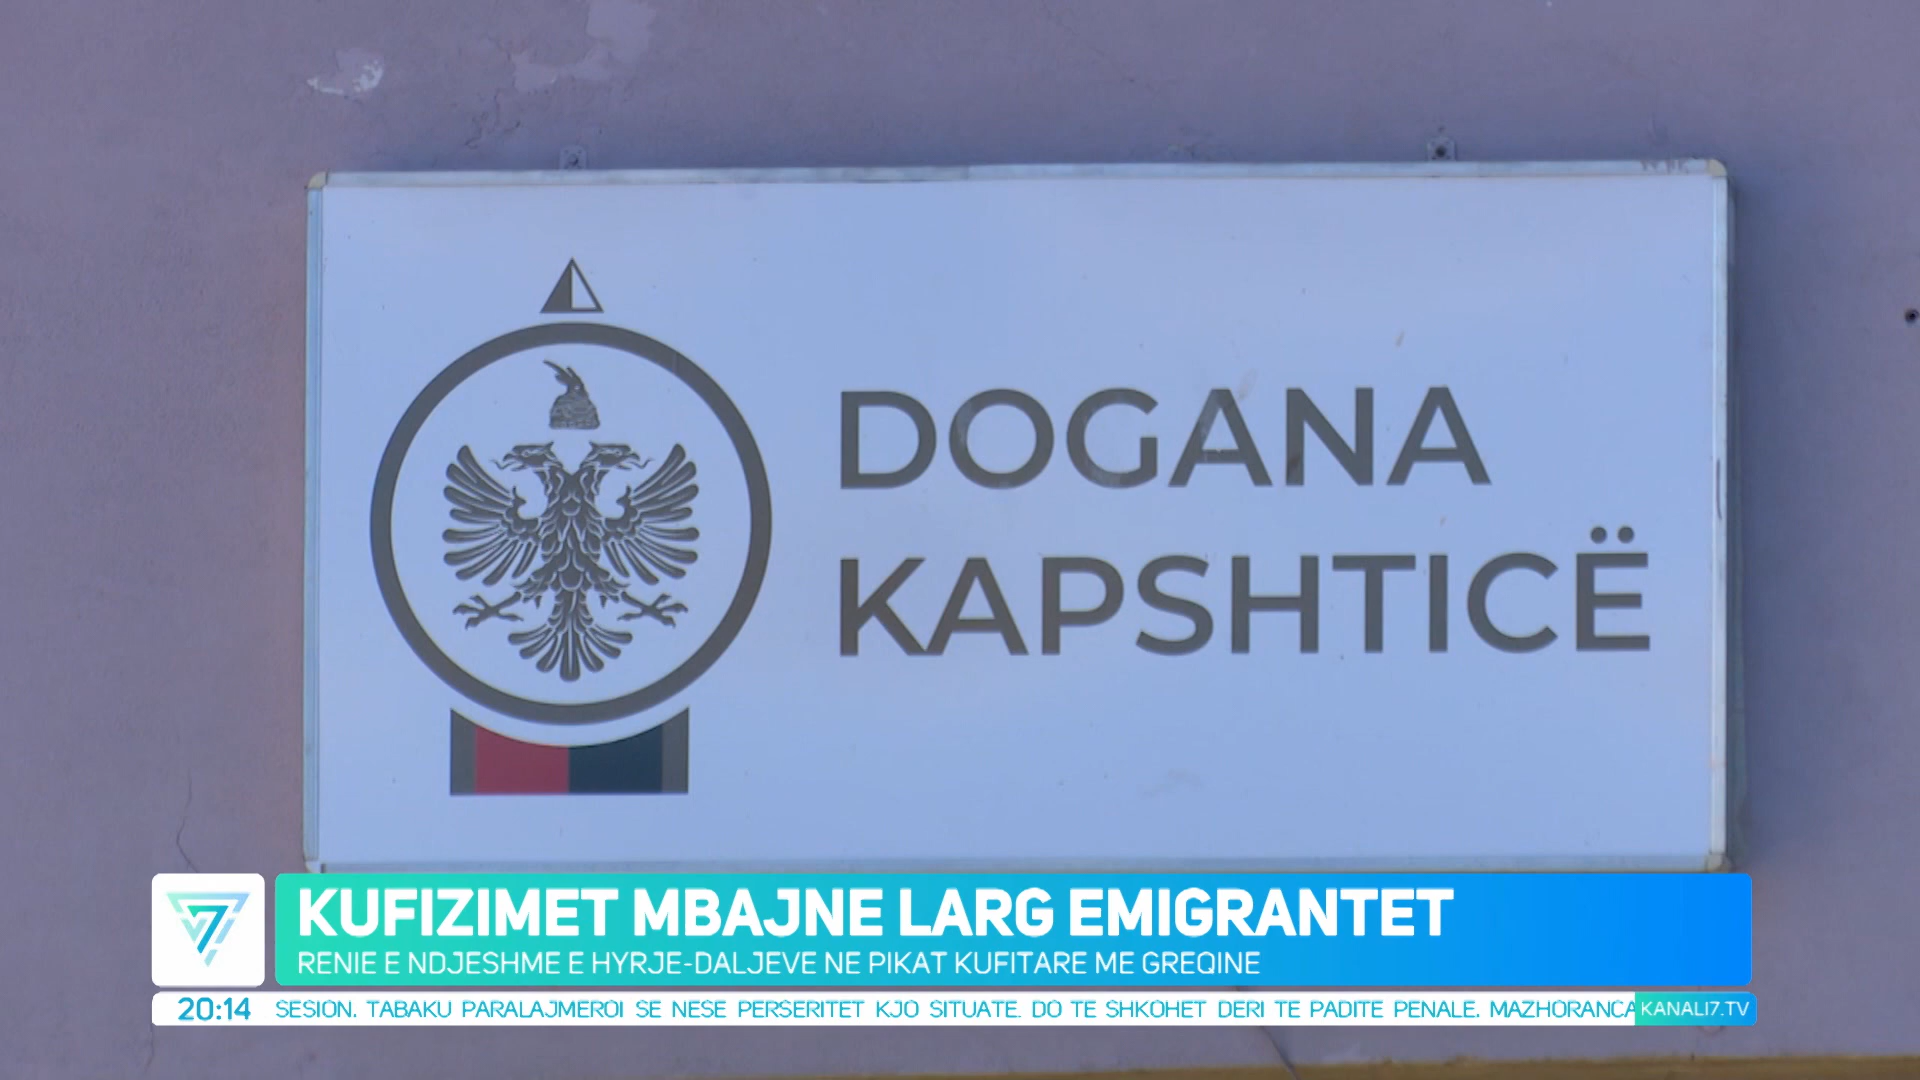 DOGANA
KAPSHTICË
KUFIZIMET MBAJNE LARG EMIGRANTET
RENIE E NDJESHME E HYRJE-DALJEVE NE PIKAT KUFITARE ME GREQINE
20:14 SESION. TABAKU PARALAJMEROI SE NESE PERSERITET KJO SITUATE. DO TE SHKOHET DERI TE PADITE PENALE. MAZHORANCA KANALI7.TV